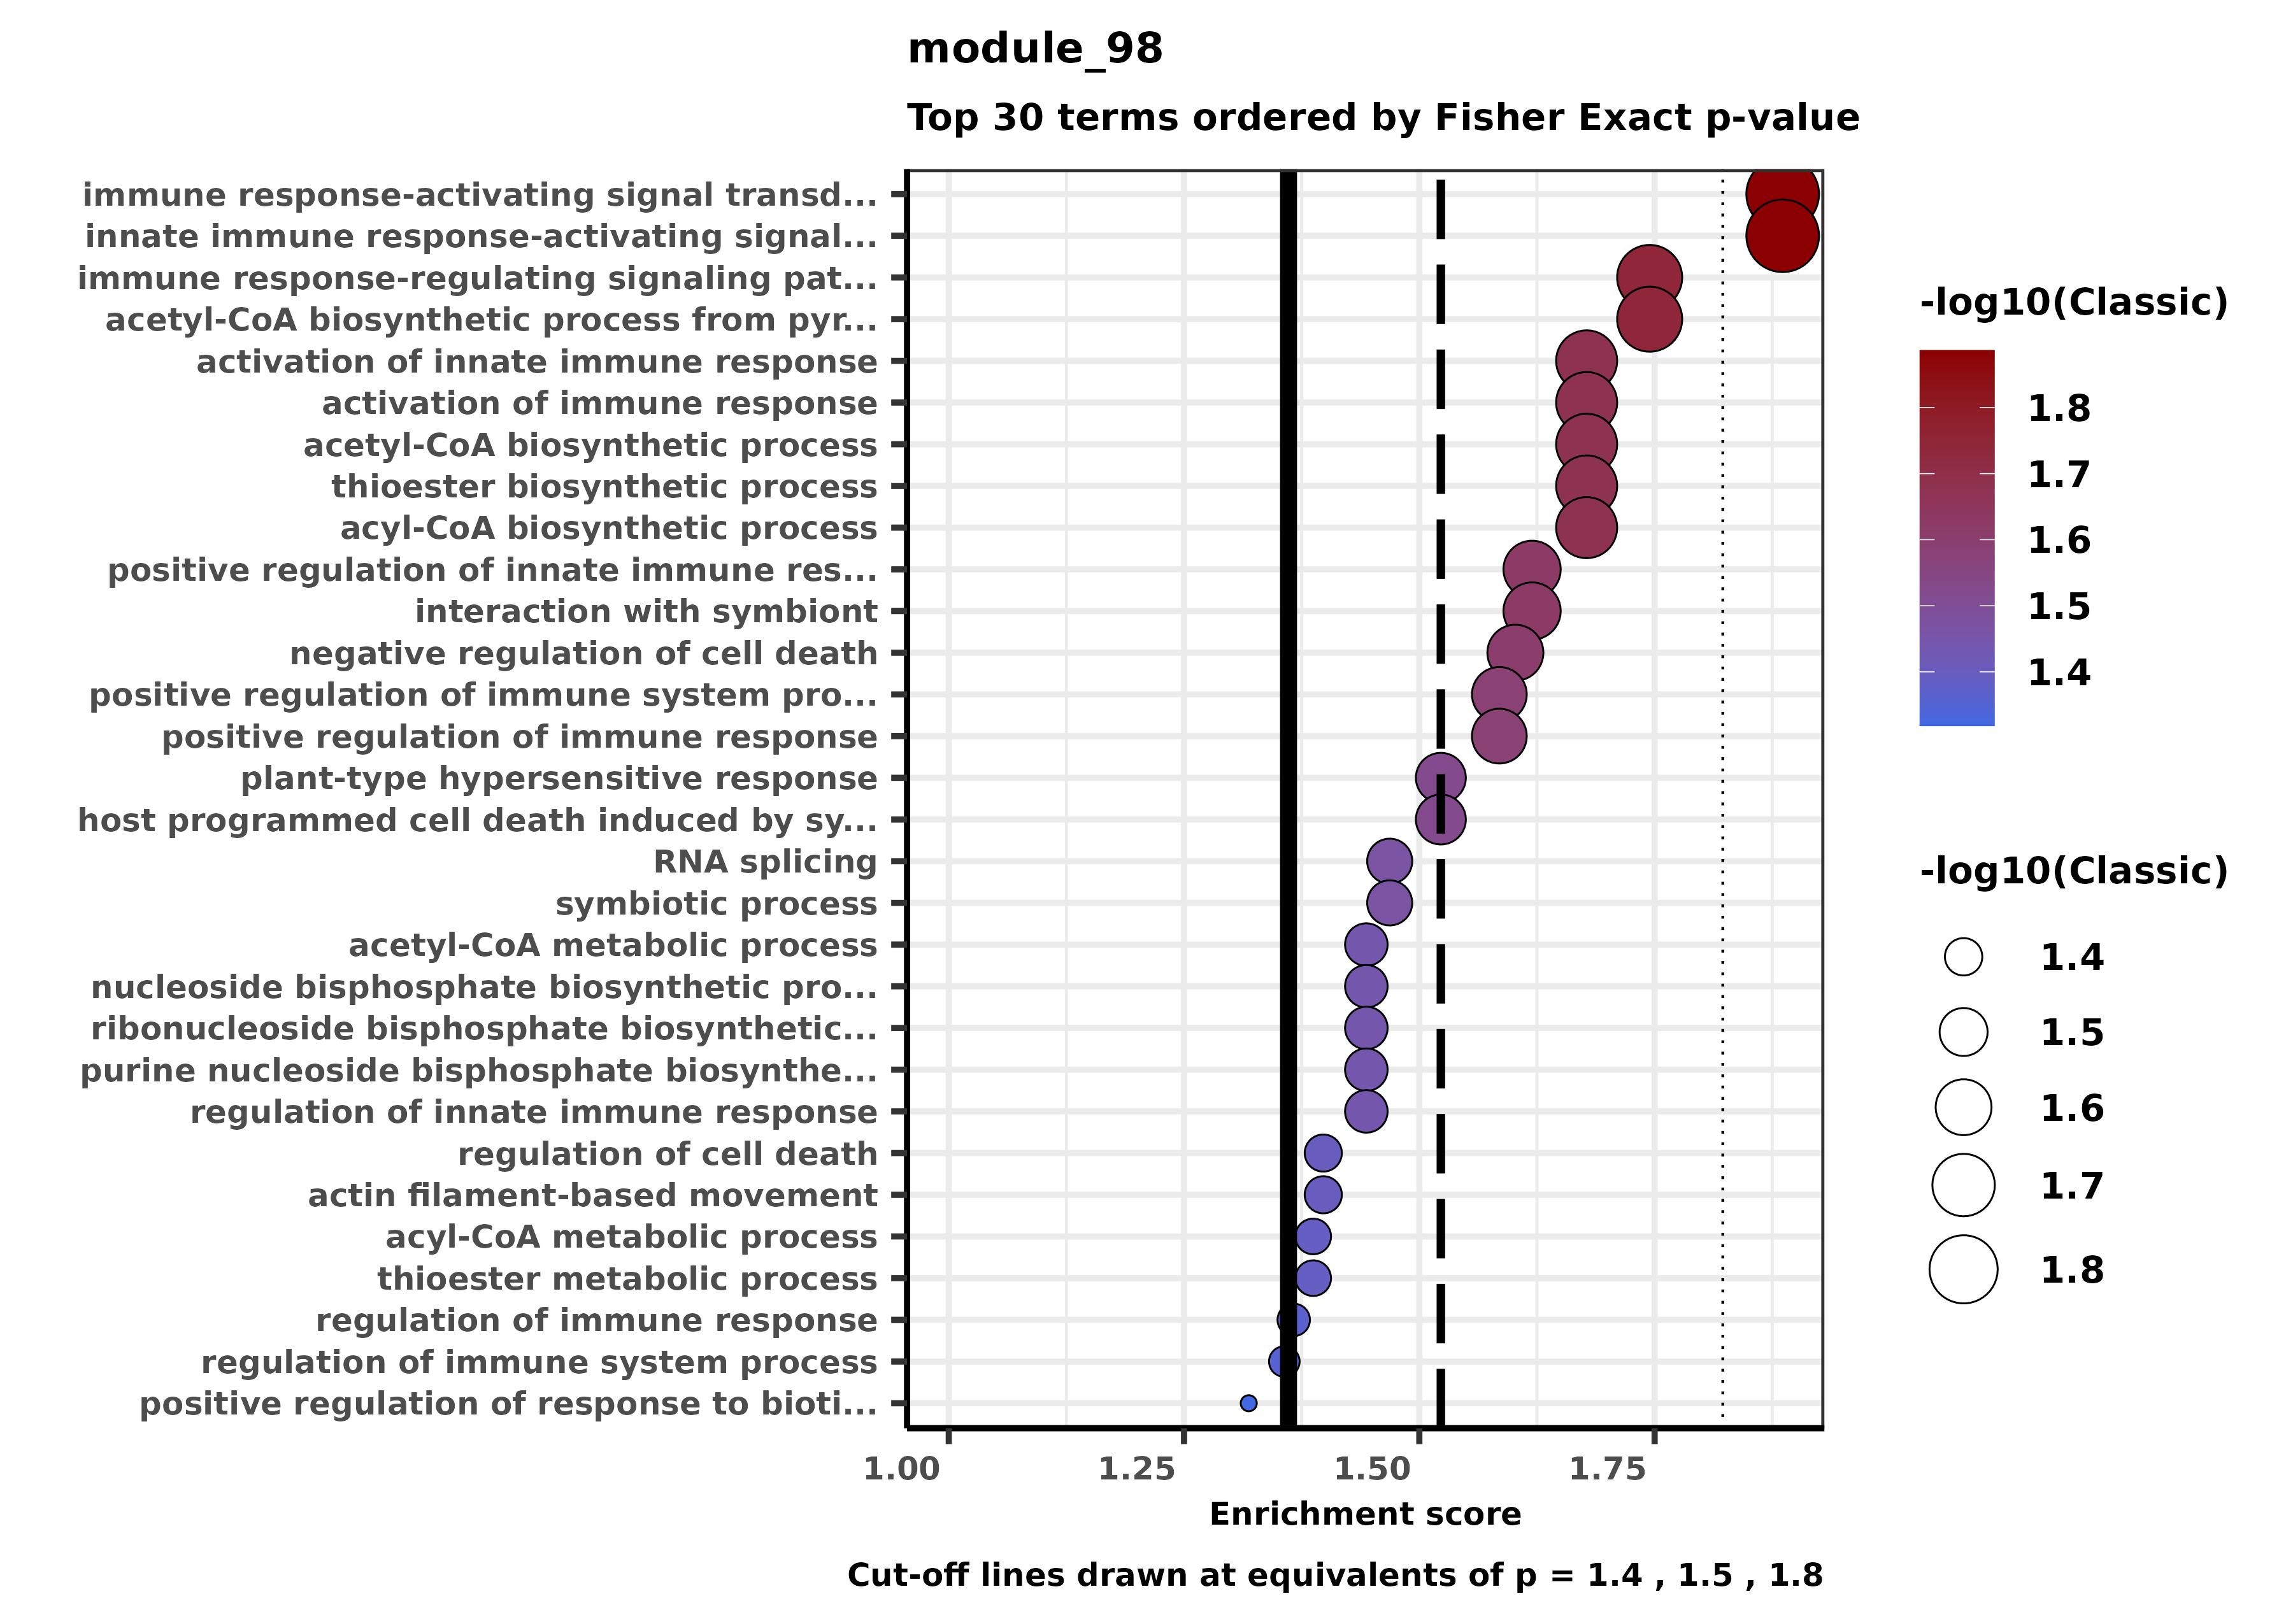 module_98
Top 30 terms ordered by Fisher Exact p-value
immune response-activating signal transd...
innate immune response-activating signal...
immune response-regulating signaling pat...
acetyl-CoA biosynthetic process from pyr...
activation of innate immune response
activation of immune response
acetyl-CoA biosynthetic process
thioester biosynthetic process
acyl-CoA biosynthetic process
positive regulation of innate immune res...
interaction with symbiont
negative regulation of cell death
positive regulation of immune system pro...
positive regulation of immune response
plant-type hypersensitive response
host programmed cell death induced by sy...
RNA splicing
symbiotic process
acetyl-CoA metabolic process
nucleoside bisphosphate biosynthetic pro...
ribonucleoside bisphosphate biosynthetic...
purine nucleoside bisphosphate biosynthe...
regulation of innate immune response
regulation of cell death
actin filament-based movement
acyl-CoA metabolic process
thioester metabolic process
regulation of immune response
regulation of immune system process
positive regulation of response to bioti...
1.00 1.25 1.50 1.75
Enrichment score
Cut-off lines drawn at equivalents of p = 1.4 , 1.5 , 1.8
-log10(Classic)
1.8
1.7
1.6
1.5
1.4
-log10(Classic)
1.4
1.5
1.6
1.7
1.8